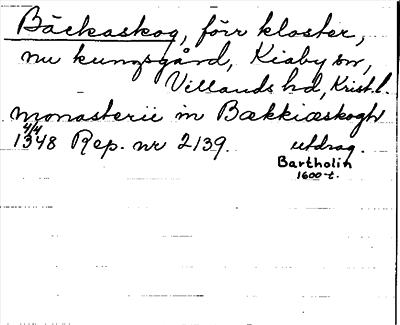 Bäckaskog, förr kloster,
nu kungsgård, Kiaby sn,
Villands hd, Krist.l.
monasterii in Bækkiæskogh
4/4
1348 Rep. nr 2139. utdrag.
Bartholin
1600-t.